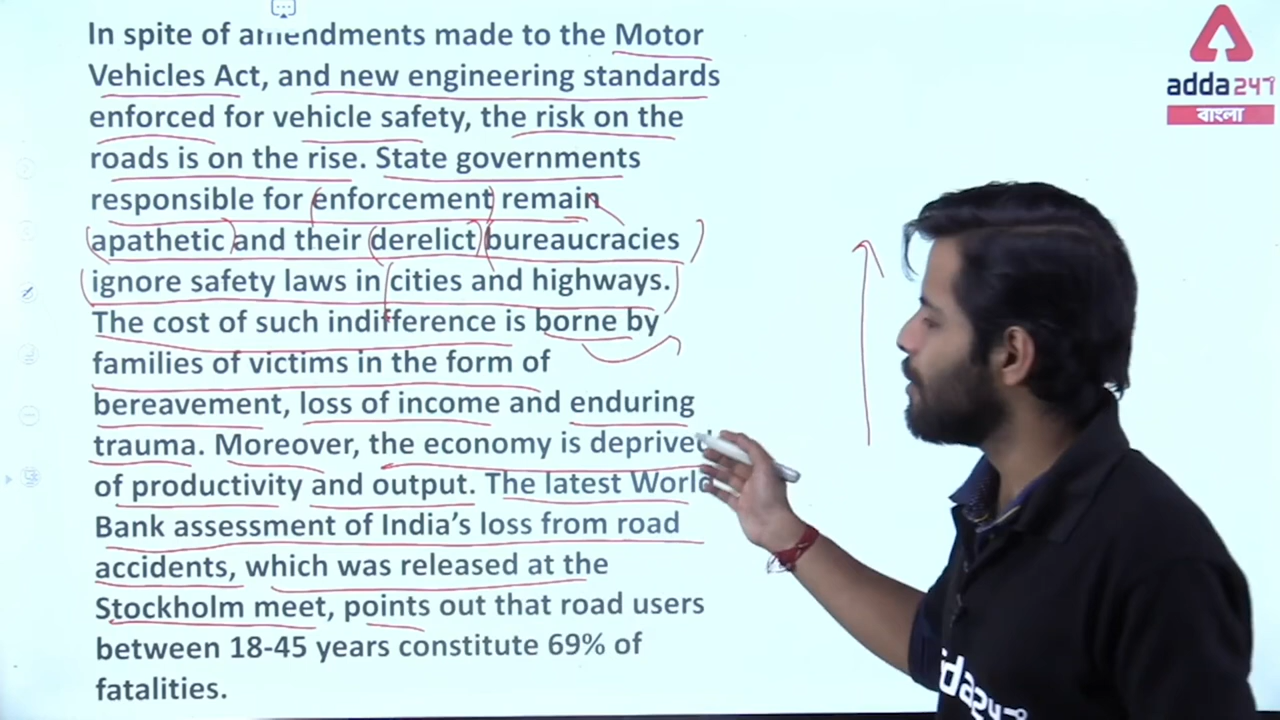 In spite of amendments made to the Motor
Vehicles Act, and new engineering standards
enforced for vehicle safety, the risk on the
roads is on the rise. State governments
responsible for enforcement remain
apathetic and their derelict bureaucracies
ignore safety laws in cities and highways.
The cost of such indifference is borne by
families of victims in the form of
bereavement, loss of income and enduring
trauma. Moreover, the economy is deprived
of productivity and output. The latest World
Bank assessment of India's loss from road
accidents, which was released at the
Stockholm meet, points out that road users
between 18-45 years constitute 69% of
fatalities.
adda247
বাংলা